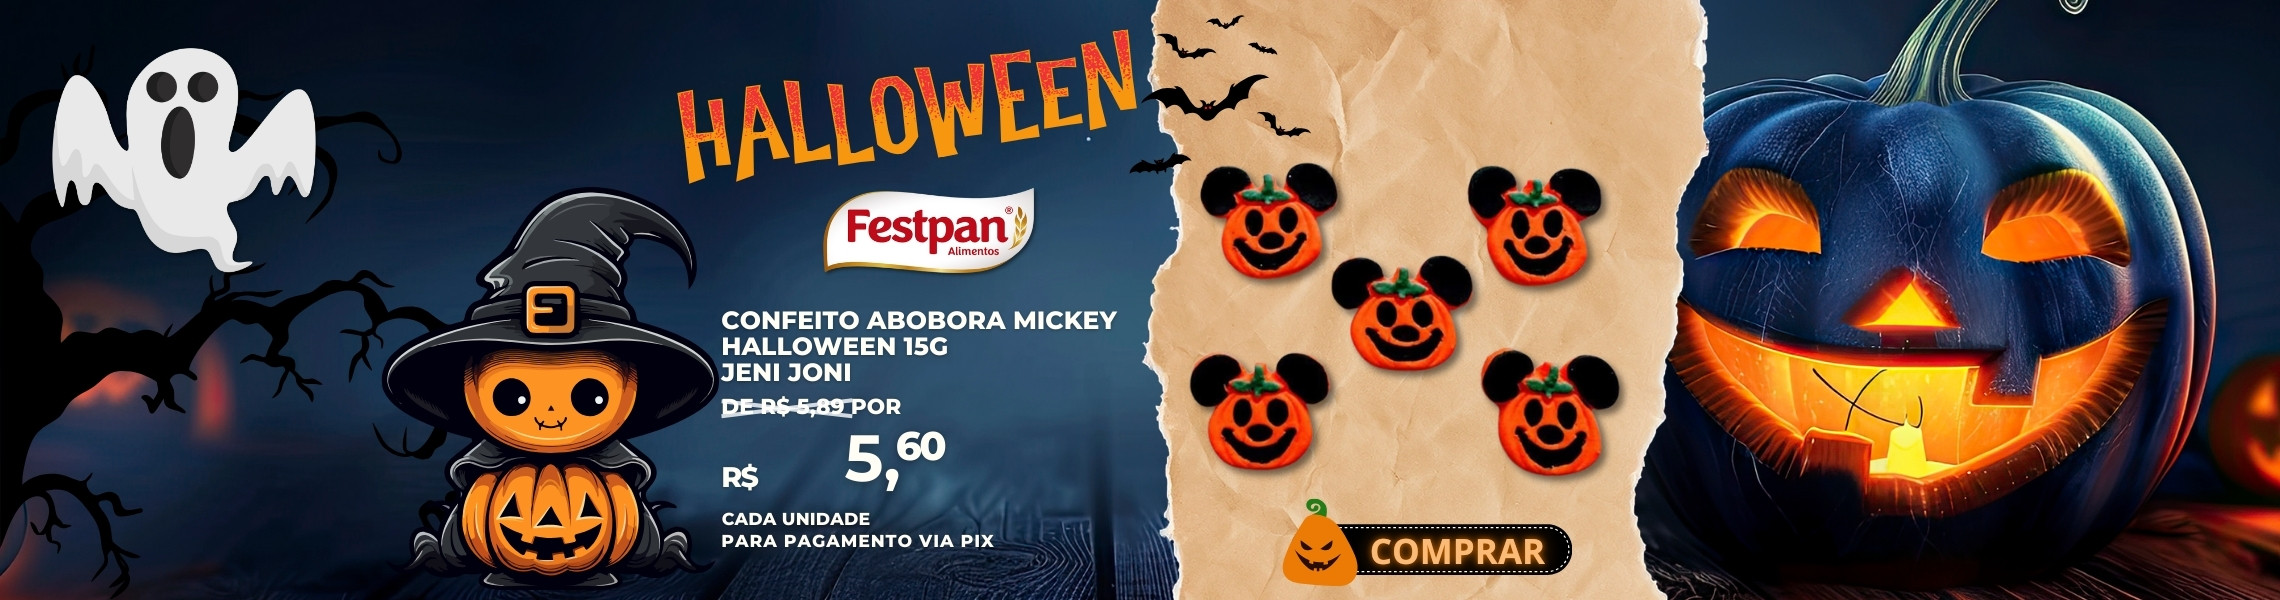 HALLOWEEN
Festpan®
Alimentos
CONFEITO ABOBORA MICKEY
HALLOWEEN 15G
JENI JONI
DE R$ 5,89 POR
R$ 5,60
CADA UNIDADE
PARA PAGAMENTO VIA PIX
COMPRAR